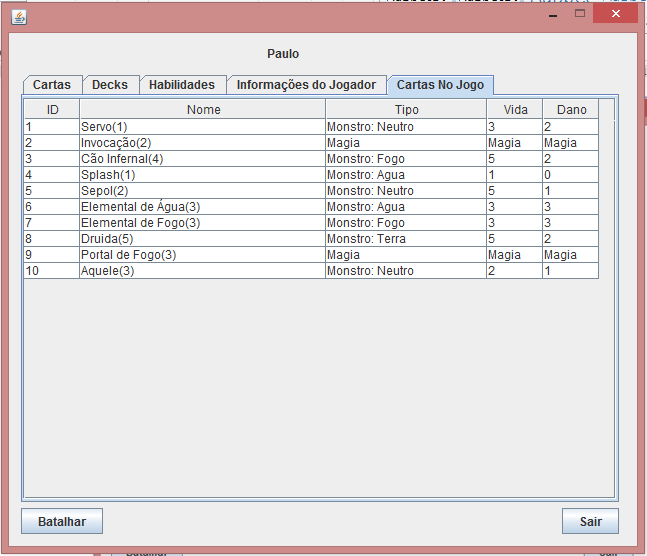 Paulo
Cartas Decks Habilidades Informações do Jogador Cartas No Jogo
ID Nome Tipo Vida Dano
1 Servo(1) Monstro: Neutro 3 2
2 Invocação(2) Magia Magia Magia
3 Cão Infernal(4) Monstro: Fogo 5 2
4 Splash(1) Monstro: Agua 1 0
5 Sepol(2) Monstro: Neutro 5 1
6 Elemental de Água(3) Monstro: Agua 3 3
7 Elemental de Fogo(3) Monstro: Fogo 3 3
8 Druida(5) Monstro: Terra 5 2
9 Portal de Fogo(3) Magia Magia Magia
10 Aquele(3) Monstro: Neutro 2 1
Batalhar Sair